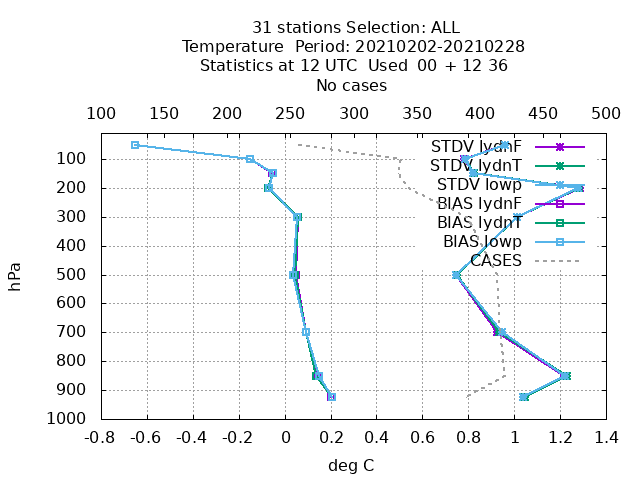 31 stations Selection: ALL
Temperature  Period: 20210202-20210228
Statistics at 12 UTC  Used  00 + 12 36
No cases
100 150 200 250 300 350 400 450 500
STDV lydnF
STDV lydnT
STDV lowp
BIAS lydnF
BIAS lydnT
BIAS lowp
CASES
100
200
300
400
500
600
700
800
900
1000
hPa
-0.8 -0.6 -0.4 -0.2 0 0.2 0.4 0.6 0.8 1 1.2 1.4
deg C